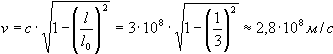 v = c · √(1 − (l/l₀)²) = 3·10⁸ · √(1 − (1/3)²) ≈ 2,8·10⁸ м/с